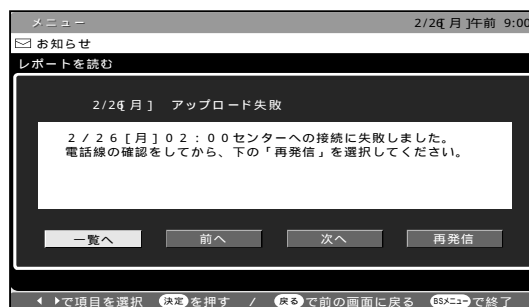 メニュー 2/26[月]午前 9:00
お知らせ
レポートを読む
2/26[月] アップロード失敗
2/26[月]02:00センターへの接続に失敗しました。
電話線の確認をしてから、下の「再発信」を選択してください。
一覧へ 前へ 次へ 再発信
で項目を選択 決定を押す / 戻るで前の画面に戻る BSメニューで終了